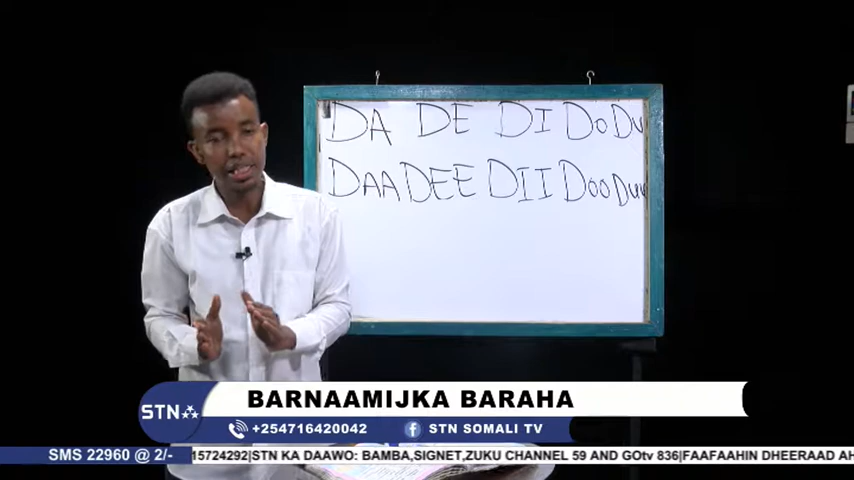 DA DE DI Do Du
DAA DEE DII Doo Duu
BARNAAMIJKA BARAHA
STN
+254716420042 STN SOMALI TV
SMS 22960 @ 2/- 15724292|STN KA DAAWO: BAMBA,SIGNET,ZUKU CHANNEL 59 AND GOtv 836|FAAFAAHIN DHEERAAD